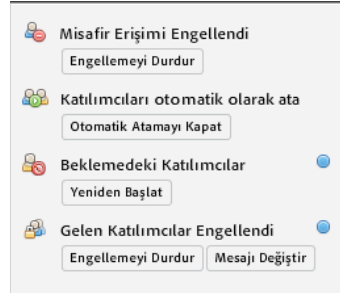 Misafir Erişimi Engellendi
Engellemeyi Durdur
Katılımcıları otomatik olarak ata
Otomatik Atamayı Kapat
Beklemedeki Katılımcılar
Yeniden Başlat
Gelen Katılımcılar Engellendi
Engellemeyi Durdur Mesajı Değiştir